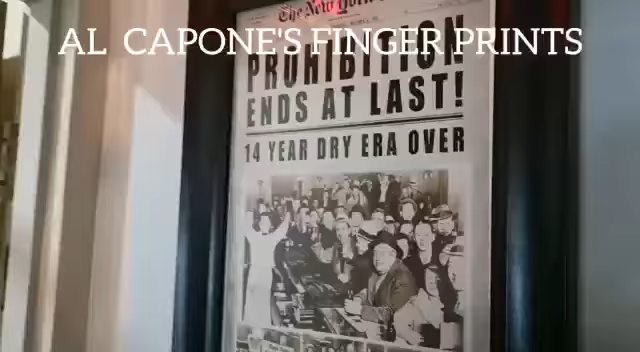 The New York
AL CAPONE'S FINGER PRINTS
PROHIBITION
ENDS AT LAST!
14 YEAR DRY ERA OVER